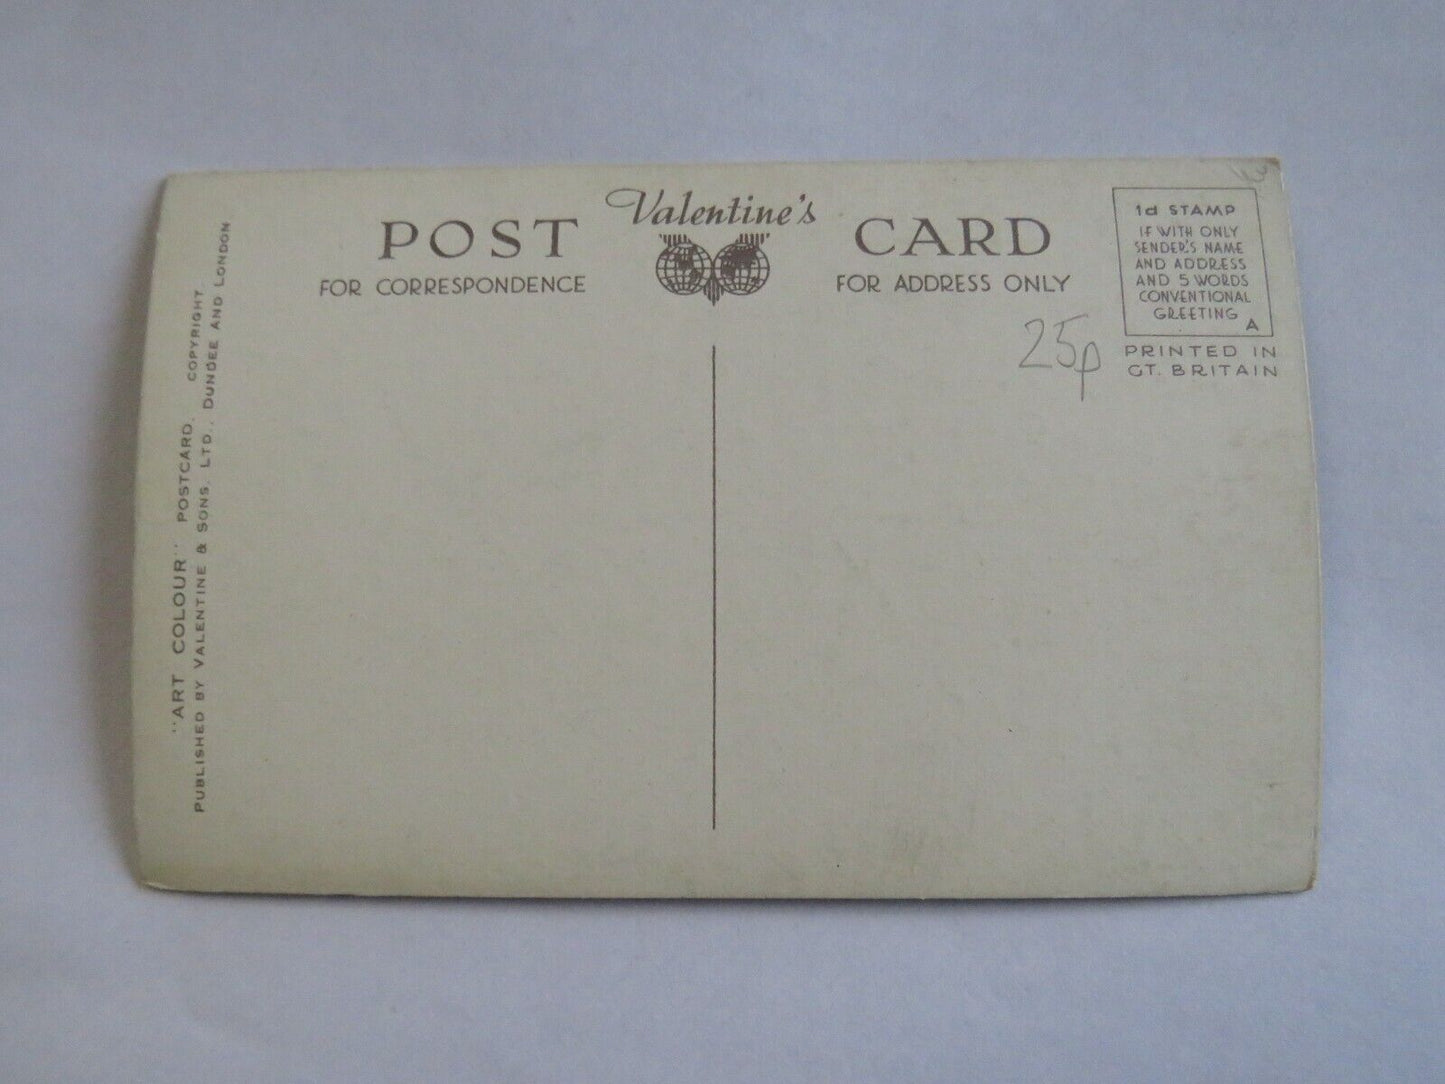 Valentine's
POST CARD
FOR CORRESPONDENCE
FOR ADDRESS ONLY
1d STAMP
IF WITH ONLY
SENDER'S NAME
AND ADDRESS
AND 5 WORDS
CONVENTIONAL
GREETING
A
PRINTED IN
GT. BRITAIN
25p
"ART COLOUR" POSTCARD. COPYRIGHT.
PUBLISHED BY VALENTINE & SONS. LTD., DUNDEE AND LONDON